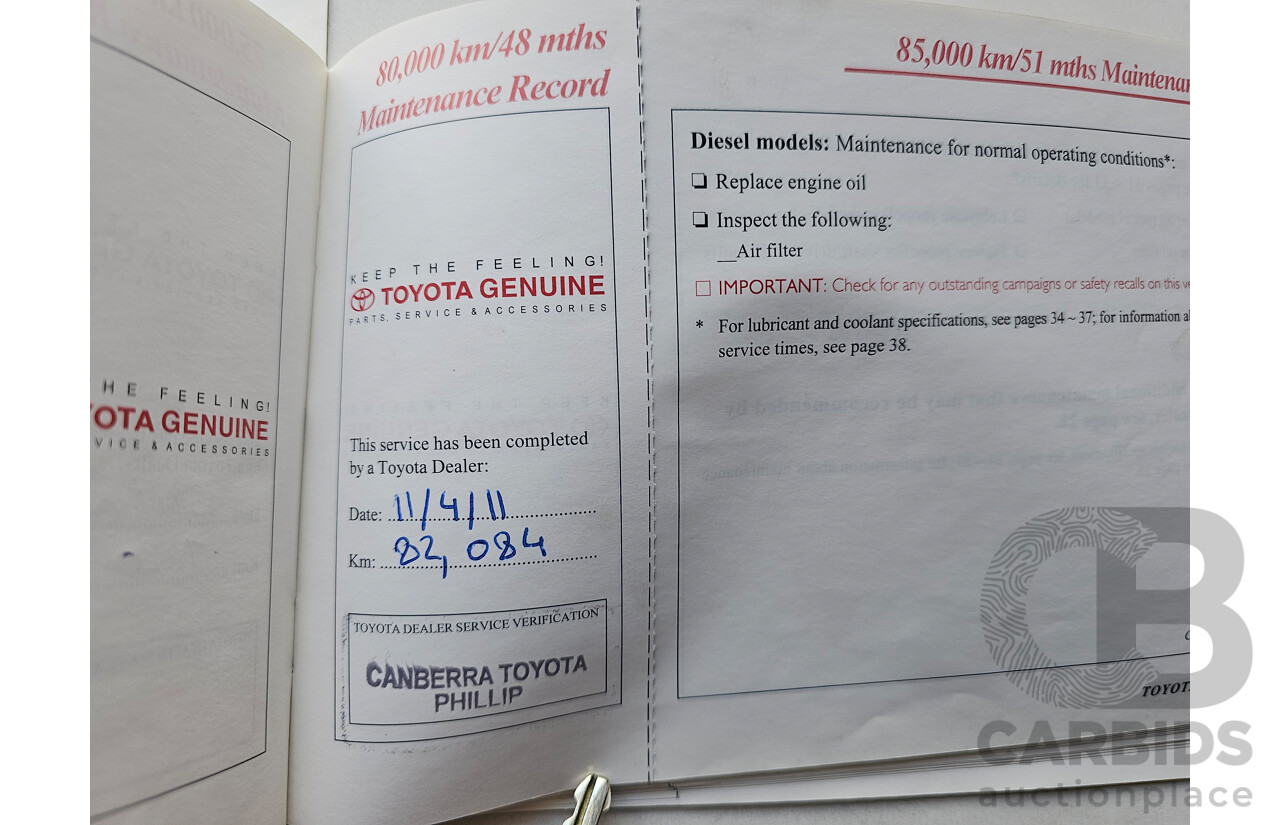 HE FEELING!
OTA GENUINE
VICE & ACCESSORIES
80,000 km/48 mths
Maintenance Record
KEEP THE FEELING!
TOYOTA GENUINE
PARTS, SERVICE & ACCESSORIES
This service has been completed
by a Toyota Dealer:
Date: 11/4/11
Km: 82,084
TOYOTA DEALER SERVICE VERIFICATION
CANBERRA TOYOTA
PHILLIP
85,000 km/51 mths Maintenan
Diesel models: Maintenance for normal operating conditions*:
❏ Replace engine oil
❏ Inspect the following:
__Air filter
☐ IMPORTANT: Check for any outstanding campaigns or safety recalls on this ve
* For lubricant and coolant specifications, see pages 34 ~ 37; for information a
service times, see page 38.
TOYOT
CB
CARBIDS
auctionplace